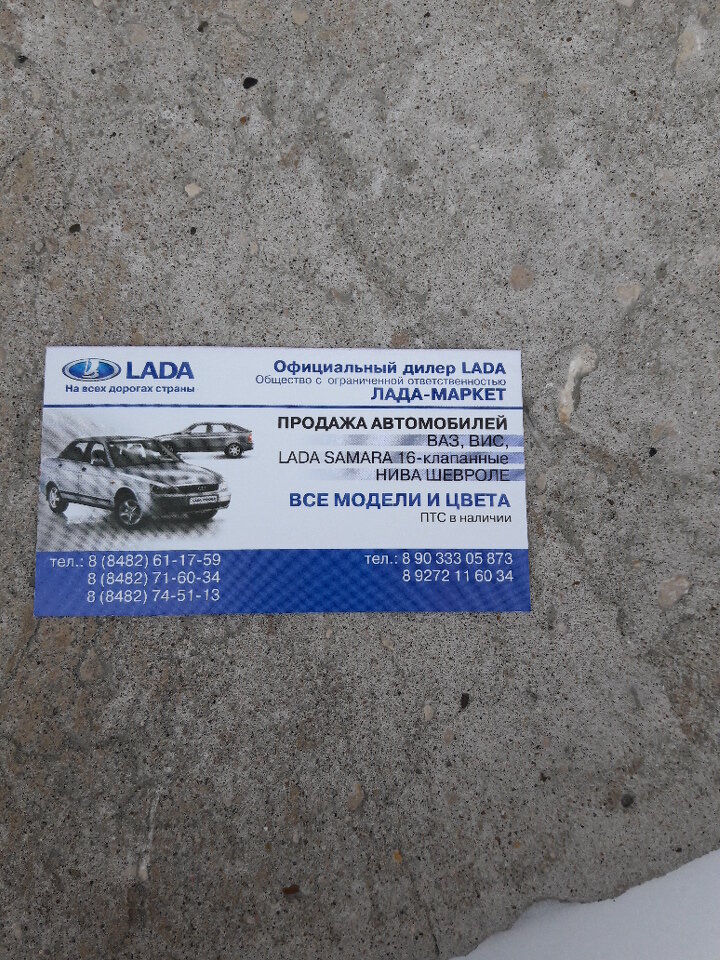 LADA
На всех дорогах страны
Официальный дилер LADA
Общество с ограниченной ответственностью
ЛАДА-МАРКЕТ
ПРОДАЖА АВТОМОБИЛЕЙ
ВАЗ, ВИС,
LADA SAMARA 16-клапанные
НИВА ШЕВРОЛЕ
ВСЕ МОДЕЛИ И ЦВЕТА
ПТС в наличии
тел.: 8 (8482) 61-17-59
8 (8482) 71-60-34
8 (8482) 74-51-13
тел.: 8 90 333 05 873
8 9272 11 60 34